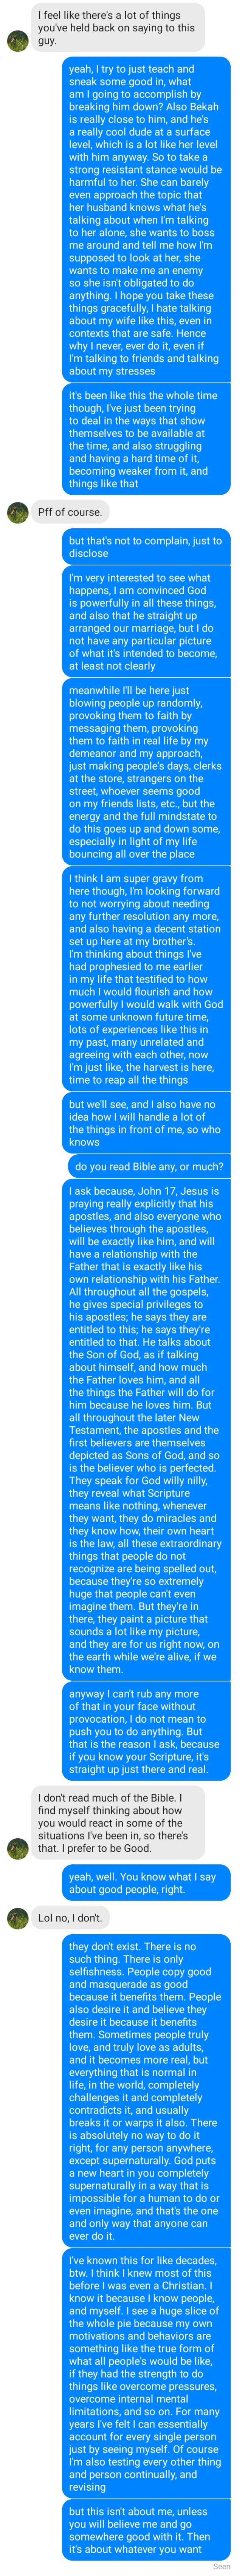 I feel like there's a lot of things
you've held back on saying to this
guy.
yeah, I try to just teach and
sneak some good in, what
am I going to accomplish by
breaking him down? Also Bekah
is really close to him, and he's
a really cool dude at a surface
level, which is a lot like her level
with him anyway. So to take a
strong resistant stance would be
harmful to her. She can barely
even approach the topic that
her husband knows what he's
talking about when I'm talking
to her alone, she wants to boss
me around and tell me how I'm
supposed to look at her, she
wants to make me an enemy
so she isn't obligated to do
anything. I hope you take these
things gracefully, I hate talking
about my wife like this, even in
contexts that are safe. Hence
why I never, ever do it, even if
I'm talking to friends and talking
about my stresses
it's been like this the whole time
though, I've just been trying
to deal in the ways that show
themselves to be available at
the time, and also struggling
and having a hard time of it,
becoming weaker from it, and
things like that
Pff of course.
but that's not to complain, just to
disclose
I'm very interested to see what
happens, I am convinced God
is powerfully in all these things,
and also that he straight up
arranged our marriage, but I do
not have any particular picture
of what it's intended to become,
at least not clearly
meanwhile I'll be here just
blowing people up randomly,
provoking them to faith by
messaging them, provoking
them to faith in real life by my
demeanor and my approach,
just making people's days, clerks
at the store, strangers on the
street, whoever seems good
on my friends lists, etc., but the
energy and the full mindstate to
do this goes up and down some,
especially in light of my life
bouncing all over the place
I think I am super gravy from
here though, I'm looking forward
to not worrying about needing
any further resolution any more,
and also having a decent station
set up here at my brother's.
I'm thinking about things I've
had prophesied to me earlier
in my life that testified to how
much I would flourish and how
powerfully I would walk with God
at some unknown future time,
lots of experiences like this in
my past, many unrelated and
agreeing with each other, now
I'm just like, the harvest is here,
time to reap all the things
but we'll see, and I also have no
idea how I will handle a lot of
the things in front of me, so who
knows
do you read Bible any, or much?
I ask because, John 17, Jesus is
praying really explicitly that his
apostles, and also everyone who
believes through the apostles,
will be exactly like him, and will
have a relationship with the
Father that is exactly like his
own relationship with his Father.
All throughout all the gospels,
he gives special privileges to
his apostles; he says they are
entitled to this; he says they're
entitled to that. He talks about
the Son of God, as if talking
about himself, and how much
the Father loves him, and all
the things the Father will do for
him because he loves him. But
all throughout the later New
Testament, the apostles and the
first believers are themselves
depicted as Sons of God, and so
is the believer who is perfected.
They speak for God willy nilly,
they reveal what Scripture
means like nothing, whenever
they want, they do miracles and
they know how, their own heart
is the law, all these extraordinary
things that people do not
recognize are being spelled out,
because they're so extremely
huge that people can't even
imagine them. But they're in
there, they paint a picture that
sounds a lot like my picture,
and they are for us right now, on
the earth while we're alive, if we
know them.
anyway I can't rub any more
of that in your face without
provocation, I do not mean to
push you to do anything. But
that is the reason I ask, because
if you know your Scripture, it's
straight up just there and real.
I don't read much of the Bible. I
find myself thinking about how
you would react in some of the
situations I've been in, so there's
that. I prefer to be Good.
yeah, well. You know what I say
about good people, right.
Lol no, I don't.
they don't exist. There is no
such thing. There is only
selfishness. People copy good
and masquerade as good
because it benefits them. People
also desire it and believe they
desire it because it benefits
them. Sometimes people truly
love, and truly love as adults,
and it becomes more real, but
everything that is normal in
life, in the world, completely
challenges it and completely
contradicts it, and usually
breaks it or warps it also. There
is absolutely no way to do it
right, for any person anywhere,
except supernaturally. God puts
a new heart in you completely
supernaturally in a way that is
impossible for a human to do or
even imagine, and that's the one
and only way that anyone can
ever do it.
I've known this for like decades,
btw. I think I knew most of this
before I was even a Christian. I
know it because I know people,
and myself. I see a huge slice of
the whole pie because my own
motivations and behaviors are
something like the true form of
what all people's would be like,
if they had the strength to do
things like overcome pressures,
overcome internal mental
limitations, and so on. For many
years I've felt I can essentially
account for every single person
just by seeing myself. Of course
I'm also testing every other thing
and person continually, and
revising
but this isn't about me, unless
you will believe me and go
somewhere good with it. Then
it's about whatever you want
Seen